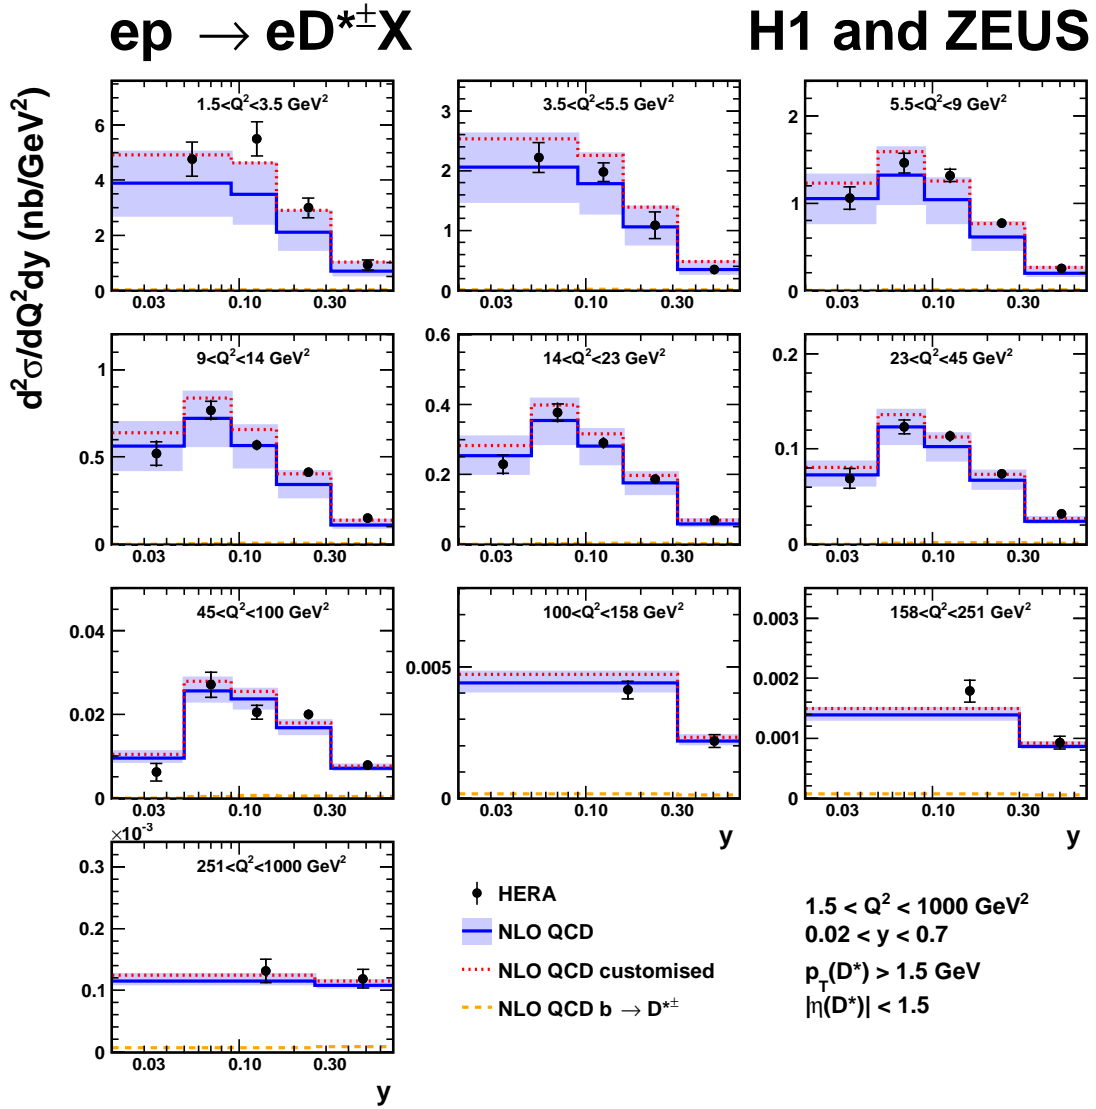 ep → eD*±X
H1 and ZEUS
d²σ/dQ²dy (nb/GeV²)
1.5<Q²<3.5 GeV²
6
4
2
0
0.03 0.10 0.30
3.5<Q²<5.5 GeV²
3
2
1
0
0.03 0.10 0.30
5.5<Q²<9 GeV²
2
1
0
0.03 0.10 0.30
9<Q²<14 GeV²
1
0.5
0
0.03 0.10 0.30
14<Q²<23 GeV²
0.6
0.4
0.2
0
0.03 0.10 0.30
23<Q²<45 GeV²
0.2
0.1
0
0.03 0.10 0.30
45<Q²<100 GeV²
0.04
0.02
0
0.03 0.10 0.30
100<Q²<158 GeV²
0.005
0
0.03 0.10 0.30
y
158<Q²<251 GeV²
0.003
0.002
0.001
0
0.03 0.10 0.30
y
×10⁻³
251<Q²<1000 GeV²
0.3
0.2
0.1
0
0.03 0.10 0.30
y
HERA
NLO QCD
NLO QCD customised
NLO QCD b → D*±
1.5 < Q² < 1000 GeV²
0.02 < y < 0.7
p_T(D*) > 1.5 GeV
|η(D*)| < 1.5